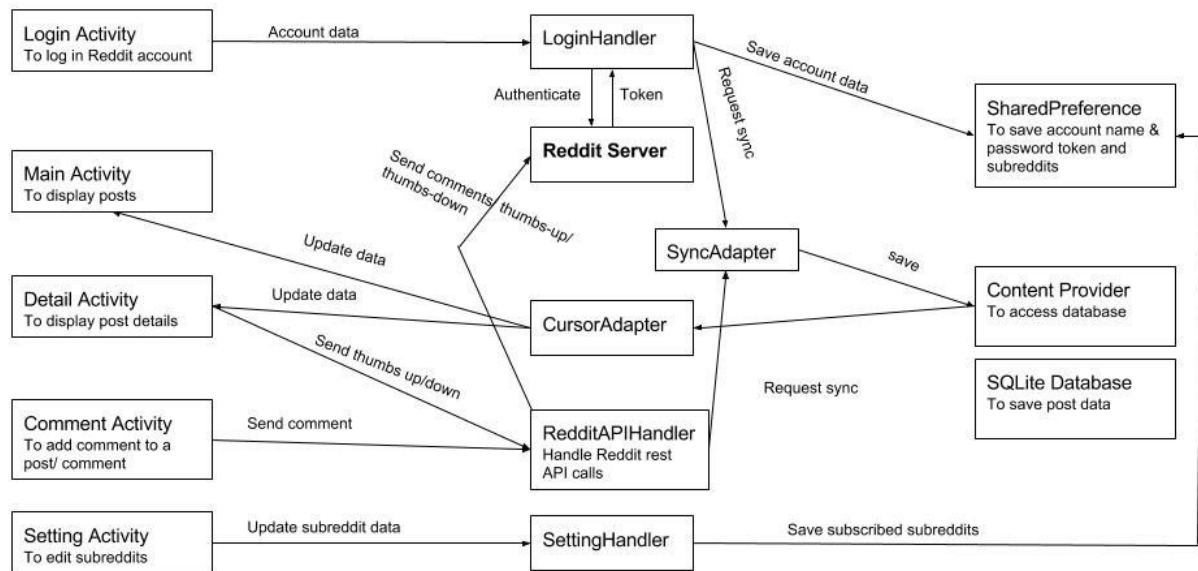 Login Activity
To log in Reddit account
Account data
LoginHandler
Save account data
Authenticate
Token
Request sync
SharedPreference
To save account name &
password token and
subreddits
Reddit Server
Send comments, thumbs-up/
thumbs-down
Main Activity
To display posts
Update data
SyncAdapter
save
Detail Activity
To display post details
Update data
CursorAdapter
Content Provider
To access database
Send thumbs up/down
Request sync
SQLite Database
To save post data
Comment Activity
To add comment to a
post/ comment
Send comment
RedditAPIHandler
Handle Reddit rest
API calls
Setting Activity
To edit subreddits
Update subreddit data
SettingHandler
Save subscribed subreddits